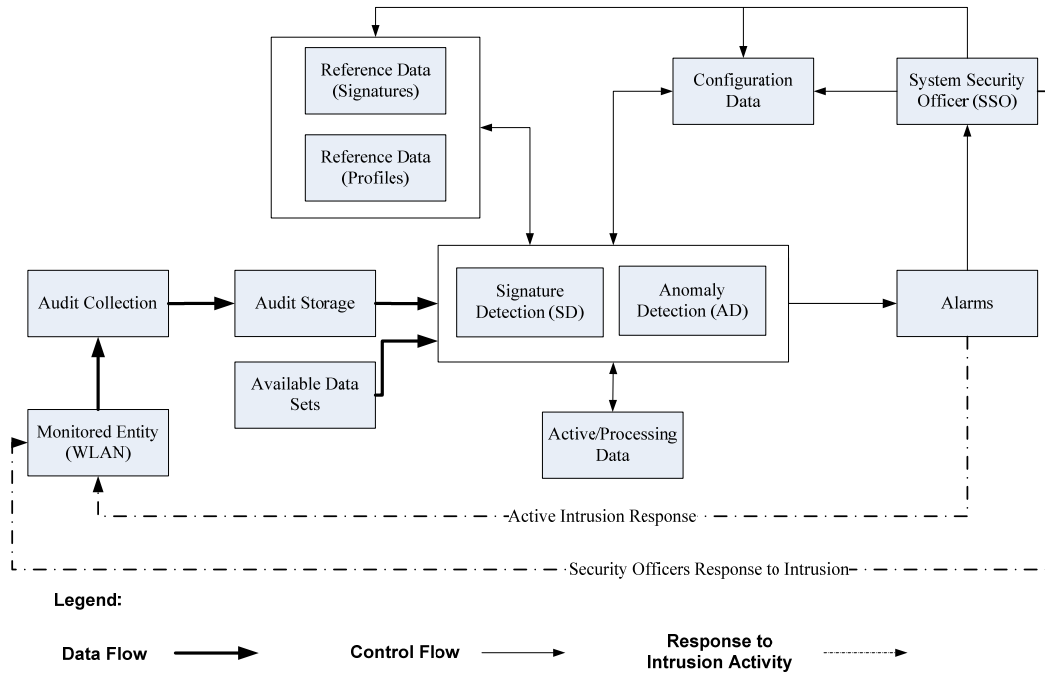 Reference Data
(Signatures)
Configuration
Data
System Security
Officer (SSO)
Reference Data
(Profiles)
Audit Collection
Audit Storage
Signature
Detection (SD)
Anomaly
Detection (AD)
Alarms
Available Data
Sets
Monitored Entity
(WLAN)
Active/Processing
Data
Active Intrusion Response
Security Officers Response to Intrusion
Legend:
Data Flow
Control Flow
Response to
Intrusion Activity